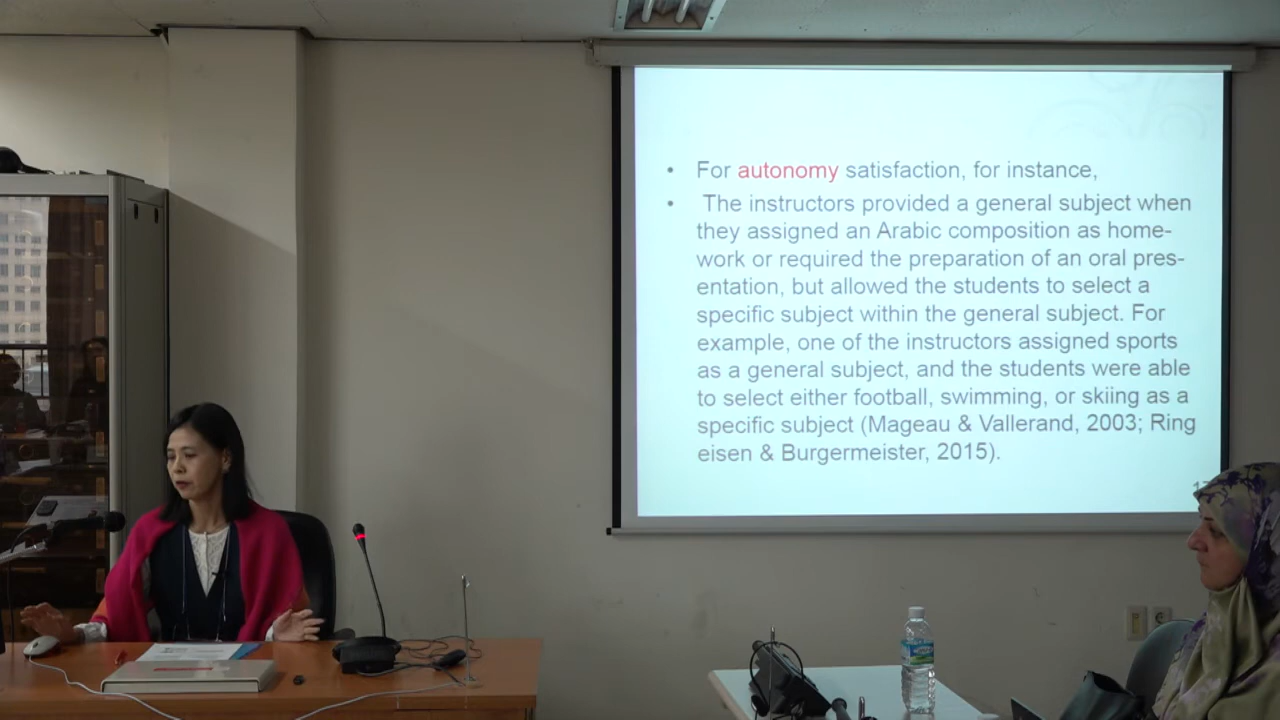 • For autonomy satisfaction, for instance,
• The instructors provided a general subject when
they assigned an Arabic composition as home-
work or required the preparation of an oral pres-
entation, but allowed the students to select a
specific subject within the general subject. For
example, one of the instructors assigned sports
as a general subject, and the students were able
to select either football, swimming, or skiing as a
specific subject (Mageau & Vallerand, 2003; Ring
eisen & Burgermeister, 2015).